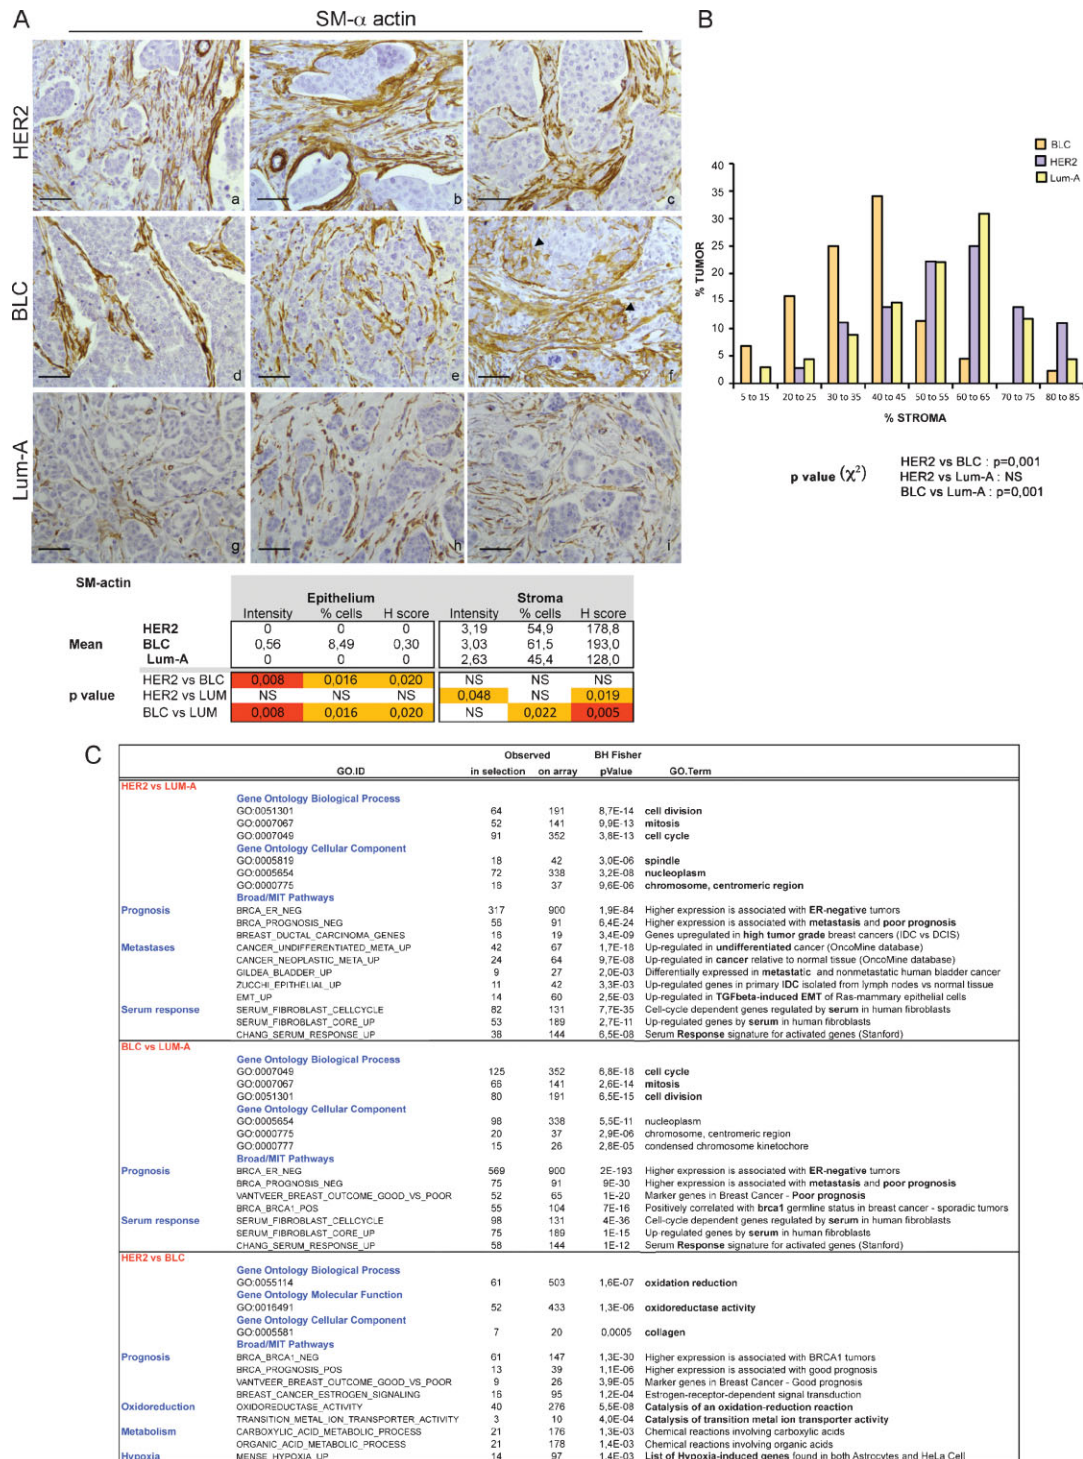 A
SM-α actin
HER2
a
b
c
BLC
d
e
f
Lum-A
g
h
i
SM-actin
Epithelium Stroma
Intensity % cells H score Intensity % cells H score
Mean
HER2 0 0 0 3,19 54,9 178,8
BLC 0,56 8,49 0,30 3,03 61,5 193,0
Lum-A 0 0 0 2,63 45,4 128,0
p value
HER2 vs BLC 0,008 0,016 0,020 NS NS NS
HER2 vs LUM NS NS NS 0,048 NS 0,019
BLC vs LUM 0,008 0,016 0,020 NS 0,022 0,005
B
BLC
HER2
Lum-A
% TUMOR
40
35
30
25
20
15
10
5
0
5 to 15 20 to 25 30 to 35 40 to 45 50 to 55 60 to 65 70 to 75 80 to 85
% STROMA
p value (χ²)
HER2 vs BLC : p=0,001
HER2 vs Lum-A : NS
BLC vs Lum-A : p=0,001
C
Observed BH Fisher
GO.ID in selection on array pValue GO.Term
HER2 vs LUM-A
Gene Ontology Biological Process
GO:0051301 64 191 8,7E-14 cell division
GO:0007067 52 141 9,9E-13 mitosis
GO:0007049 91 352 3,8E-13 cell cycle
Gene Ontology Cellular Component
GO:0005819 18 42 3,0E-06 spindle
GO:0005654 72 338 3,2E-08 nucleoplasm
GO:0000775 16 37 9,6E-06 chromosome, centromeric region
Broad/MIT Pathways
Prognosis BRCA_ER_NEG 317 900 1,9E-84 Higher expression is associated with ER-negative tumors
BRCA_PROGNOSIS_NEG 56 91 6,4E-24 Higher expression is associated with metastasis and poor prognosis
BREAST_DUCTAL_CARCINOMA_GENES 16 19 3,4E-09 Genes upregulated in high tumor grade breast cancers (IDC vs DCIS)
Metastases CANCER_UNDIFFERENTIATED_META_UP 42 67 1,7E-18 Up-regulated in undifferentiated cancer (OncoMine database)
CANCER_NEOPLASTIC_META_UP 24 64 9,7E-08 Up-regulated in cancer relative to normal tissue (OncoMine database)
GILDEA_BLADDER_UP 9 27 2,0E-03 Differentially expressed in metastatic and nonmetastatic human bladder cancer
ZUCCHI_EPITHELIAL_UP 11 42 3,3E-03 Up-regulated genes in primary IDC isolated from lymph nodes vs normal tissue
EMT_UP 14 60 2,5E-03 Up-regulated in TGFbeta-induced EMT of Ras-mammary epithelial cells
Serum response SERUM_FIBROBLAST_CELLCYCLE 82 131 7,7E-35 Cell-cycle dependent genes regulated by serum in human fibroblasts
SERUM_FIBROBLAST_CORE_UP 53 189 2,7E-11 Up-regulated genes by serum in human fibroblasts
CHANG_SERUM_RESPONSE_UP 38 144 6,5E-08 Serum Response signature for activated genes (Stanford)
BLC vs LUM-A
Gene Ontology Biological Process
GO:0007049 125 352 6,8E-18 cell cycle
GO:0007067 66 141 2,6E-14 mitosis
GO:0051301 80 191 6,5E-15 cell division
Gene Ontology Cellular Component
GO:0005654 98 338 5,5E-11 nucleoplasm
GO:0000775 20 37 2,9E-06 chromosome, centromeric region
GO:0000777 15 26 2,8E-05 condensed chromosome kinetochore
Broad/MIT Pathways
Prognosis BRCA_ER_NEG 569 900 2E-193 Higher expression is associated with ER-negative tumors
BRCA_PROGNOSIS_NEG 75 91 9E-30 Higher expression is associated with metastasis and poor prognosis
VANTVEER_BREAST_OUTCOME_GOOD_VS_POOR 52 65 1E-20 Marker genes in Breast Cancer - Poor prognosis
BRCA_BRCA1_POS 55 104 7E-16 Positively correlated with brca1 germline status in breast cancer - sporadic tumors
Serum response SERUM_FIBROBLAST_CELLCYCLE 98 131 4E-36 Cell-cycle dependent genes regulated by serum in human fibroblasts
SERUM_FIBROBLAST_CORE_UP 75 189 1E-15 Up-regulated genes by serum in human fibroblasts
CHANG_SERUM_RESPONSE_UP 58 144 1E-12 Serum Response signature for activated genes (Stanford)
HER2 vs BLC
Gene Ontology Biological Process
GO:0055114 61 503 1,6E-07 oxidation reduction
Gene Ontology Molecular Function
GO:0016491 52 433 1,3E-06 oxidoreductase activity
Gene Ontology Cellular Component
GO:0005581 7 20 0,0005 collagen
Broad/MIT Pathways
Prognosis BRCA_BRCA1_NEG 61 147 1,3E-30 Higher expression is associated with BRCA1 tumors
BRCA_PROGNOSIS_POS 13 39 1,1E-06 Higher expression is associated with good prognosis
VANTVEER_BREAST_OUTCOME_GOOD_VS_POOR 9 26 3,9E-05 Marker genes in Breast Cancer - Good prognosis
BREAST_CANCER_ESTROGEN_SIGNALING 16 95 1,2E-04 Estrogen-receptor-dependent signal transduction
Oxidoreduction OXIDOREDUCTASE_ACTIVITY 40 276 5,5E-08 Catalysis of an oxidation-reduction reaction
TRANSITION_METAL_ION_TRANSPORTER_ACTIVITY 3 10 4,0E-04 Catalysis of transition metal ion transporter activity
Metabolism CARBOXYLIC_ACID_METABOLIC_PROCESS 21 176 1,3E-03 Chemical reactions involving carboxylic acids
ORGANIC_ACID_METABOLIC_PROCESS 21 178 1,4E-03 Chemical reactions involving organic acids
Hypoxia MENSE_HYPOXIA_UP 14 97 1,4E-03 List of Hypoxia-induced genes found in both Astrocytes and HeLa Cell